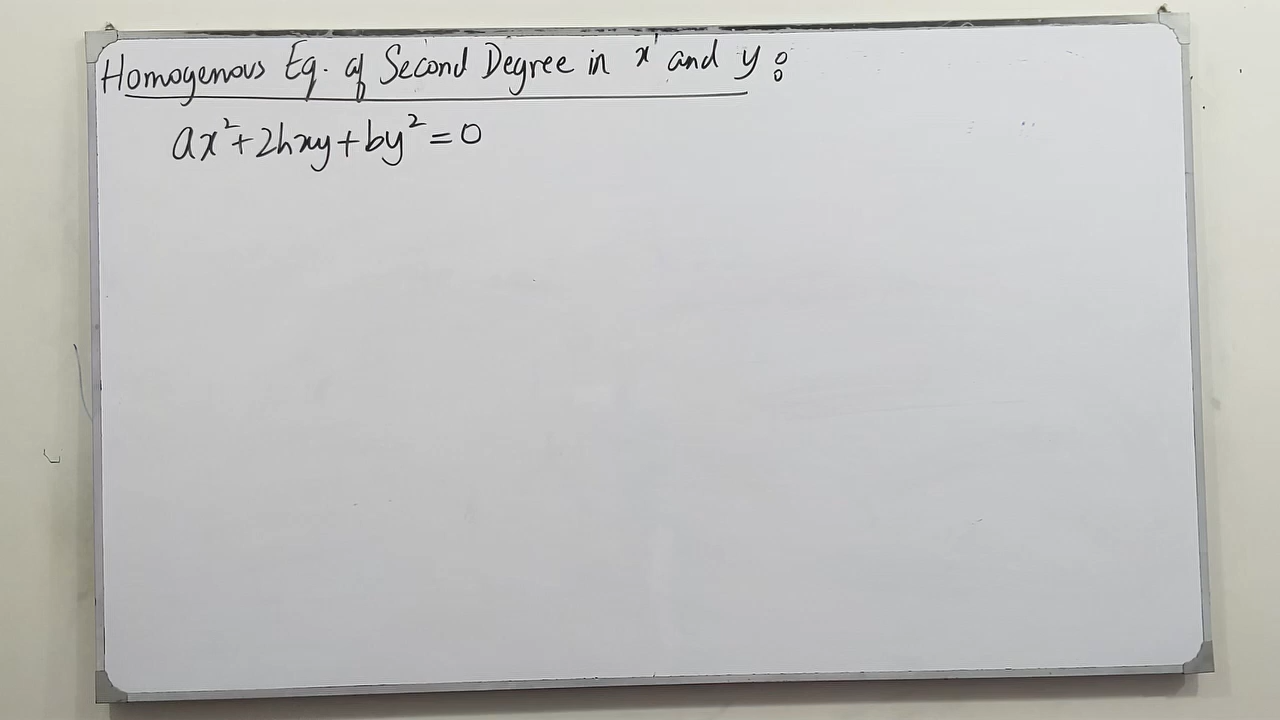 Homogenous Eq. of Second Degree in x and y:
ax²+2hxy+by²=0